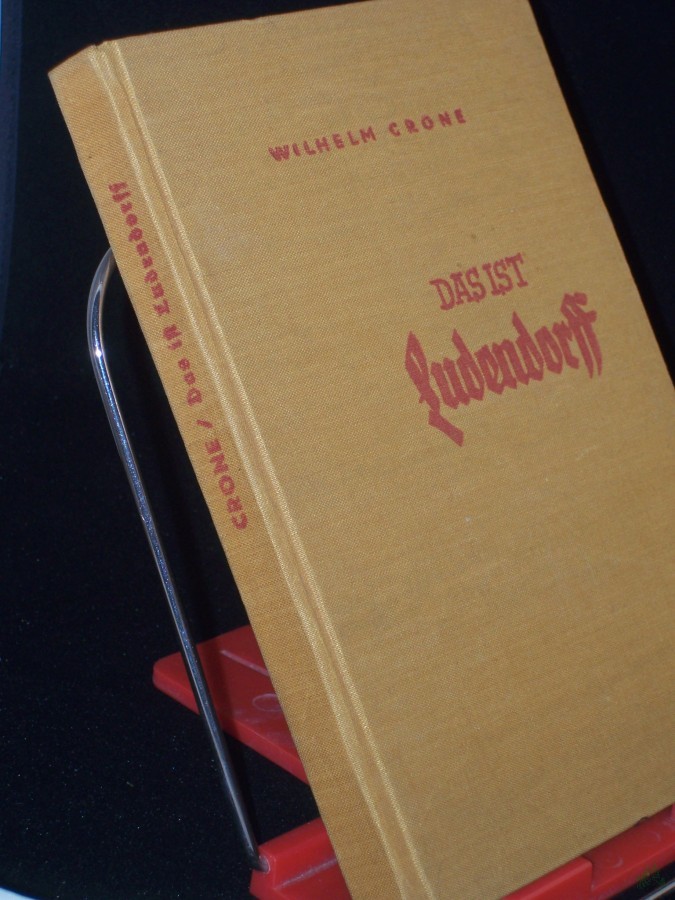 WILHELM CRONE
DAS IST
Ludendorff
CRONE / Das ist Ludendorff